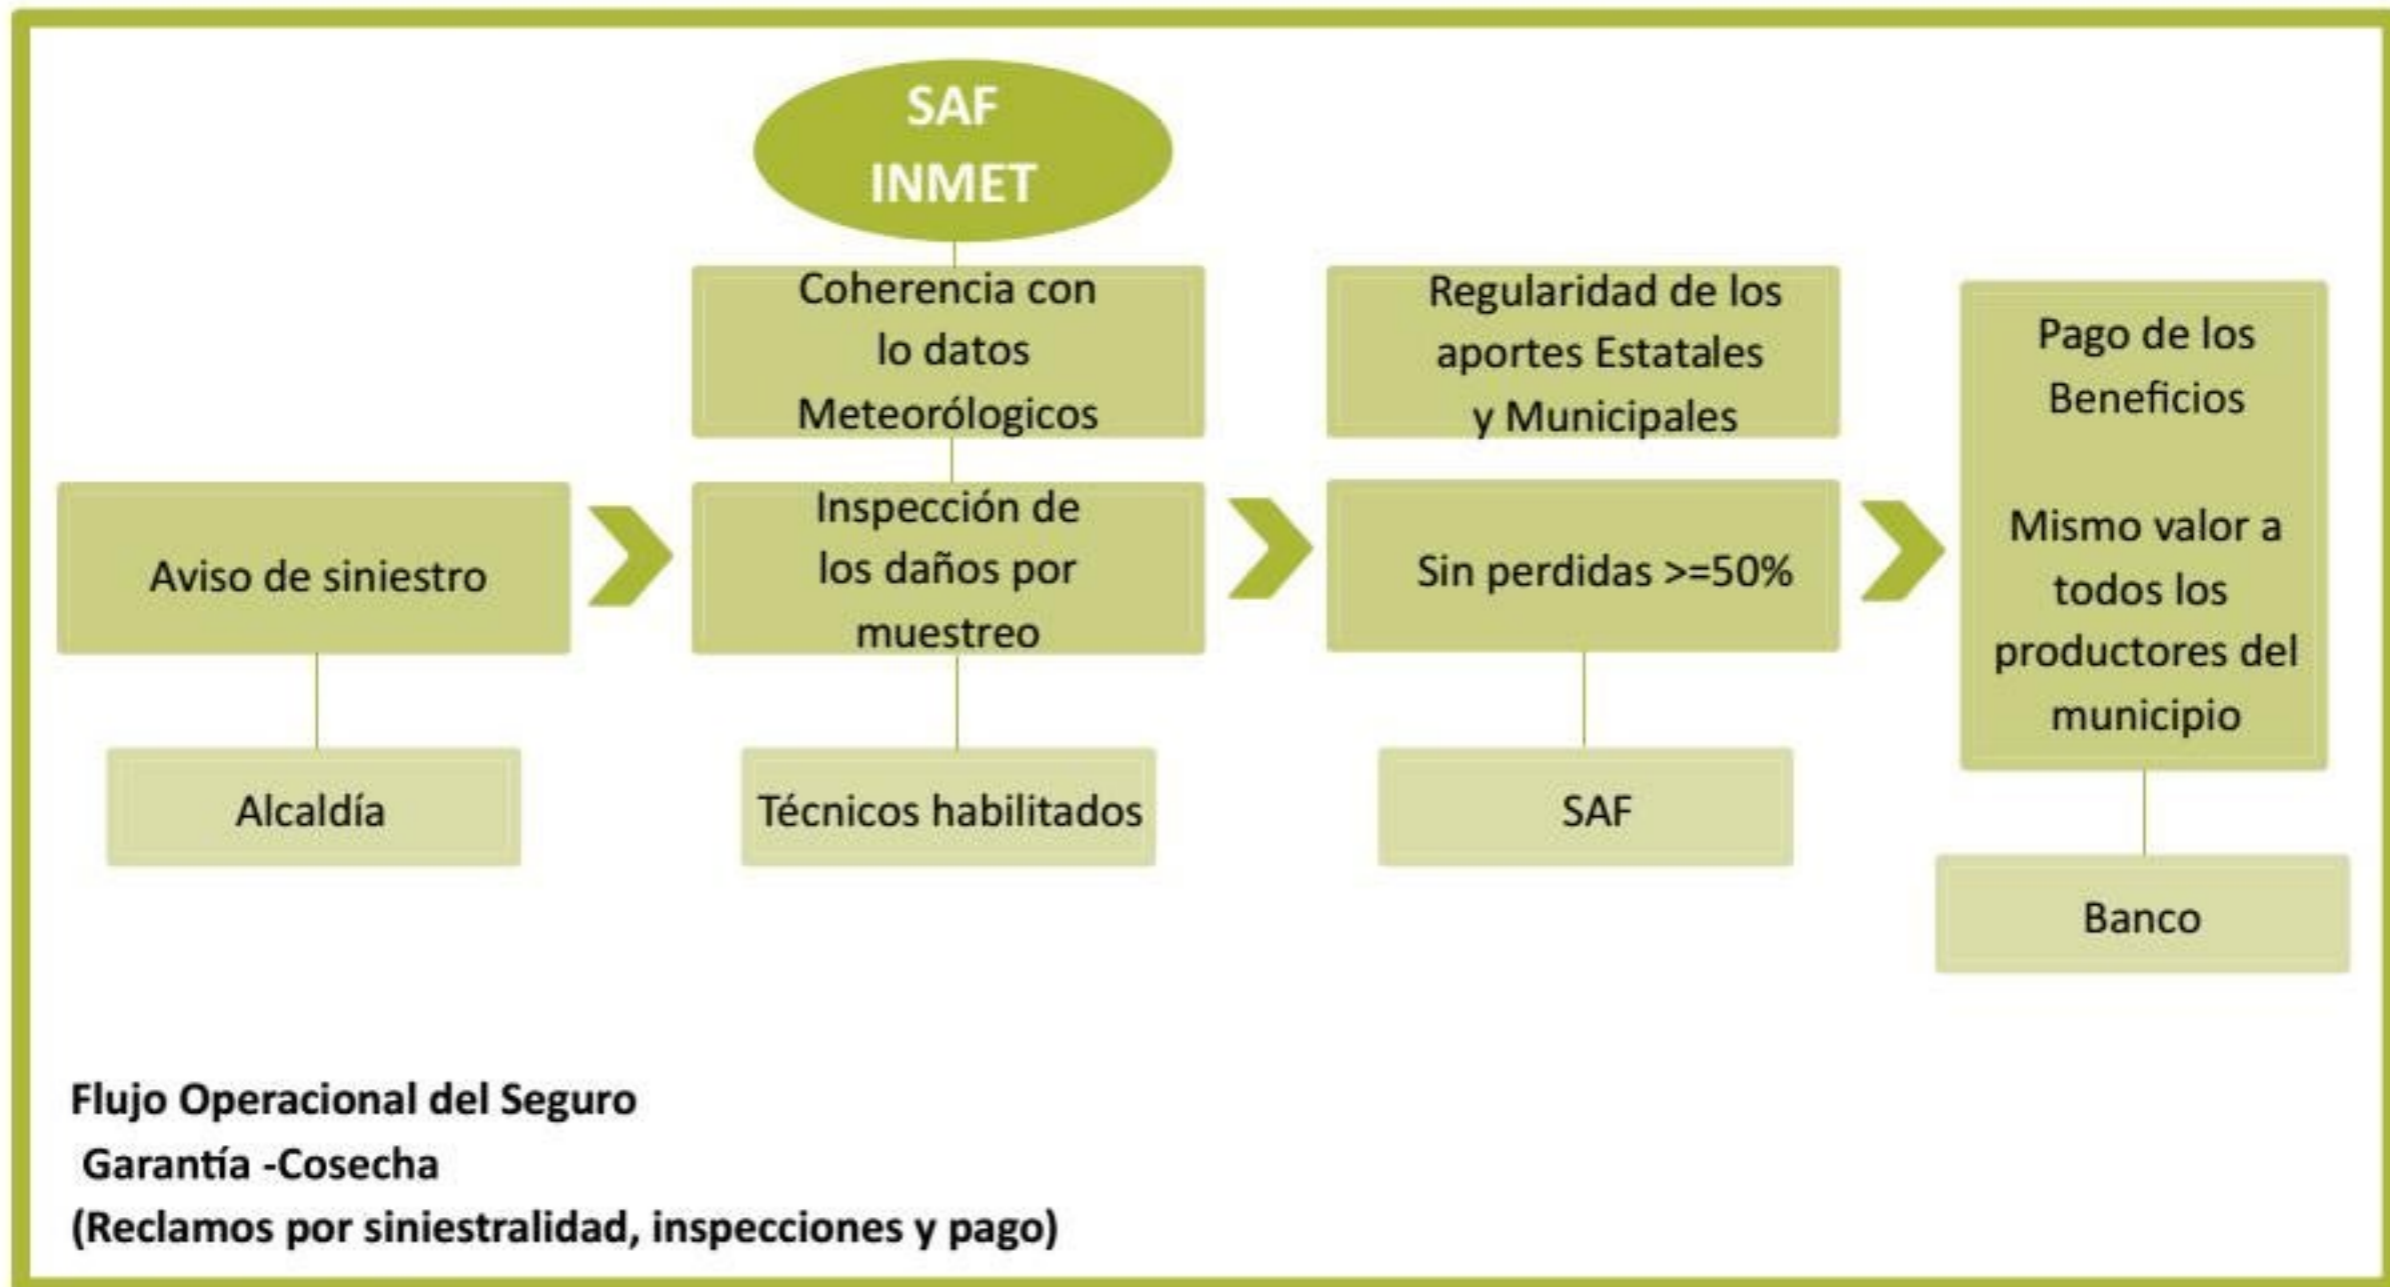 SAF
INMET
Coherencia con
lo datos
Meteorólogicos
Regularidad de los
aportes Estatales
y Municipales
Pago de los
Beneficios
Mismo valor a
todos los
productores del
municipio
Aviso de siniestro
Inspección de
los daños por
muestreo
Sin perdidas >=50%
Alcaldía
Técnicos habilitados
SAF
Banco
Flujo Operacional del Seguro
Garantía -Cosecha
(Reclamos por siniestralidad, inspecciones y pago)